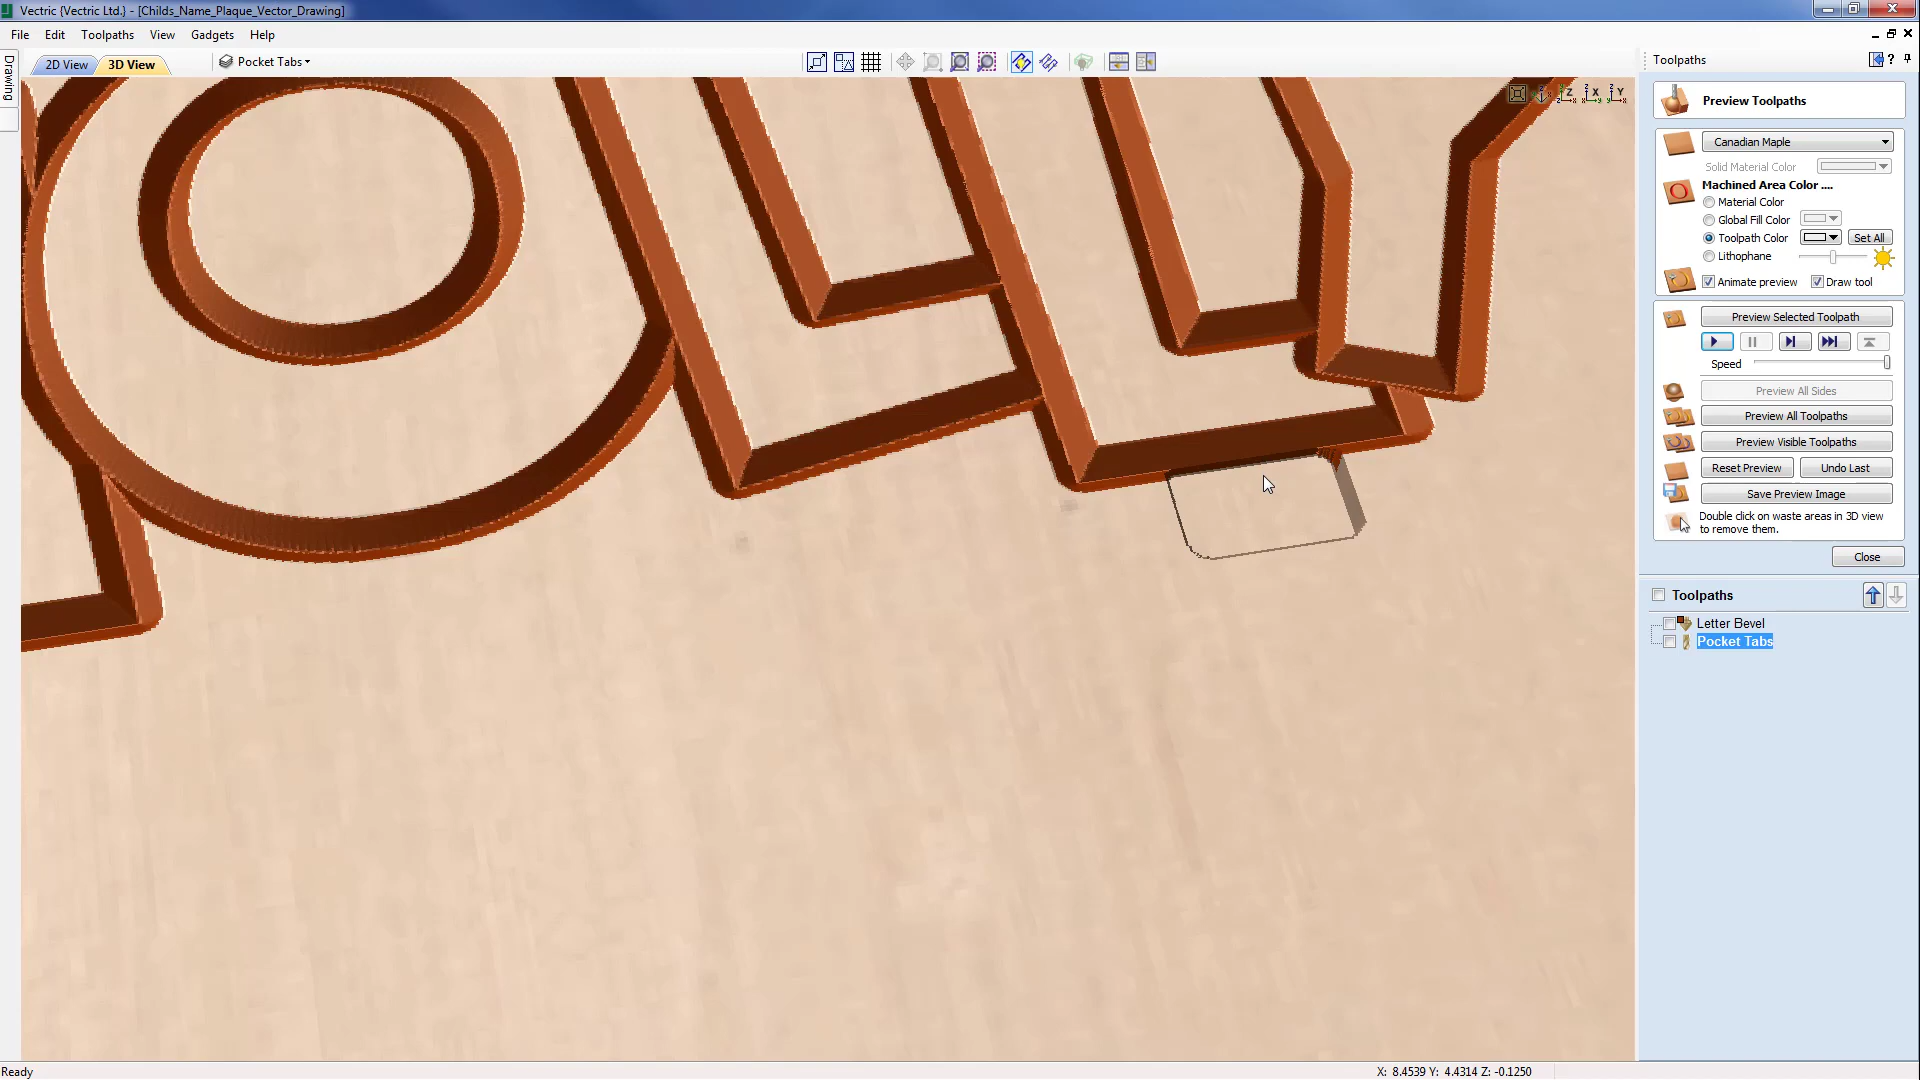 Vectric {Vectric Ltd.} - [Childs_Name_Plaque_Vector_Drawing]
File Edit Toolpaths View Gadgets Help
Drawing
2D View 3D View Pocket Tabs
Toolpaths
Preview Toolpaths
Canadian Maple
Solid Material Color
Machined Area Color ....
Material Color
Global Fill Color
Toolpath Color Set All
Lithophane
Animate preview Draw tool
Preview Selected Toolpath
Speed
Preview All Sides
Preview All Toolpaths
Preview Visible Toolpaths
Reset Preview Undo Last
Save Preview Image
Double click on waste areas in 3D view
to remove them.
Close
Toolpaths
Letter Bevel
Pocket Tabs
Ready X: 8.4539 Y: 4.4314 Z: -0.1250